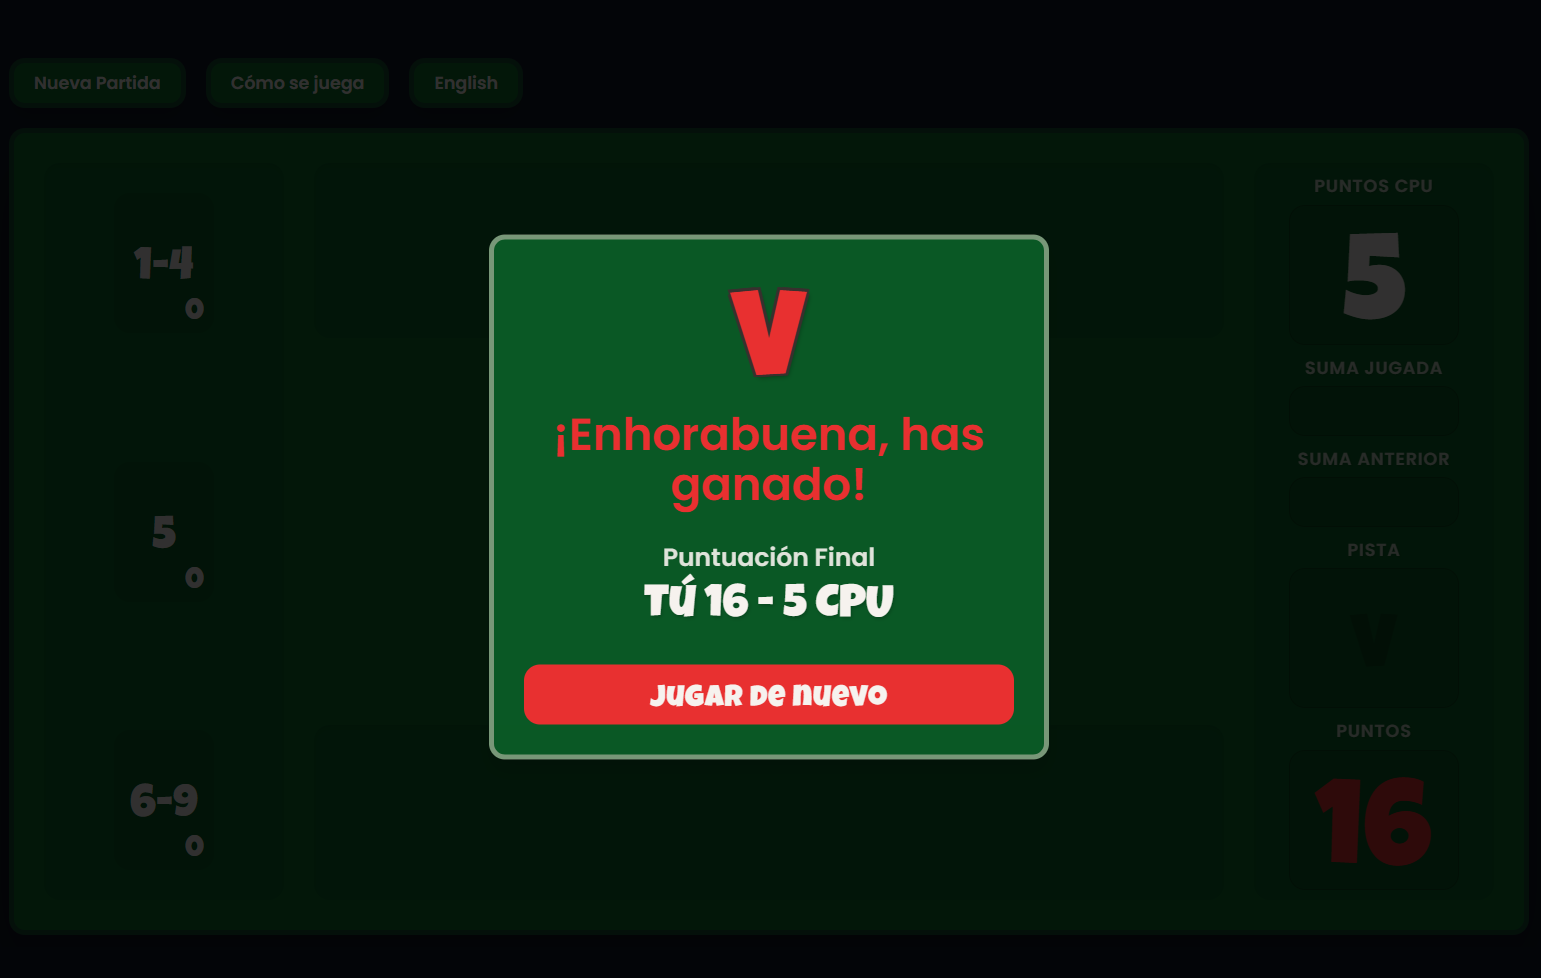 Nueva Partida
Cómo se juega
English
1-4
0
5
0
6-9
0
V
¡Enhorabuena, has
ganado!
Puntuación Final
Tú 16 - 5 CPU
Jugar de nuevo
PUNTOS CPU
5
SUMA JUGADA
SUMA ANTERIOR
PISTA
V
PUNTOS
16